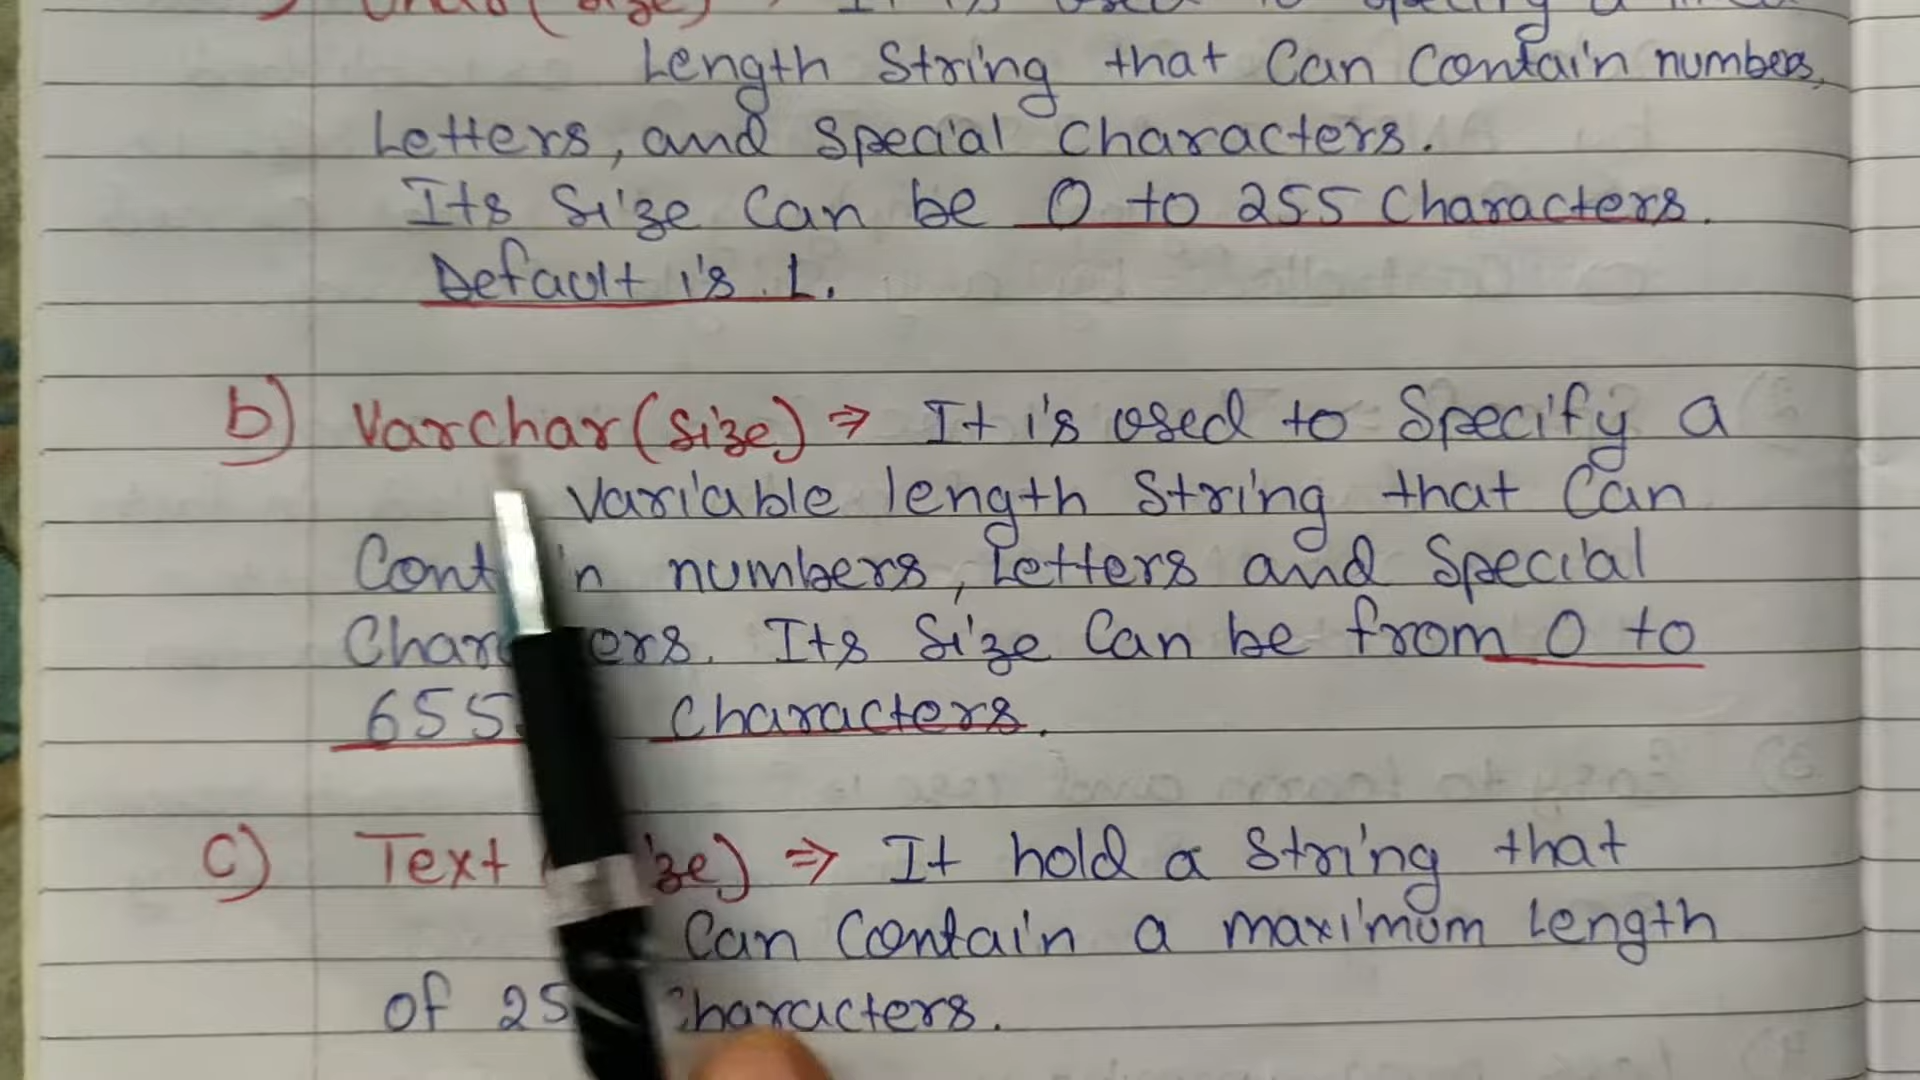 Length String that Can Contain numbers,
Letters, and Special Characters.
Its Size Can be 0 to 255 Characters.
Default is 1.
b) Varchar(Size) ⇒ It is used to Specify a
Variable length String that Can
numbers, Letters and Special
Its Size Can be from 0 to
Characters.
c) Text ⇒ It hold a String that
Can Contain a maximum Length
of Characters.